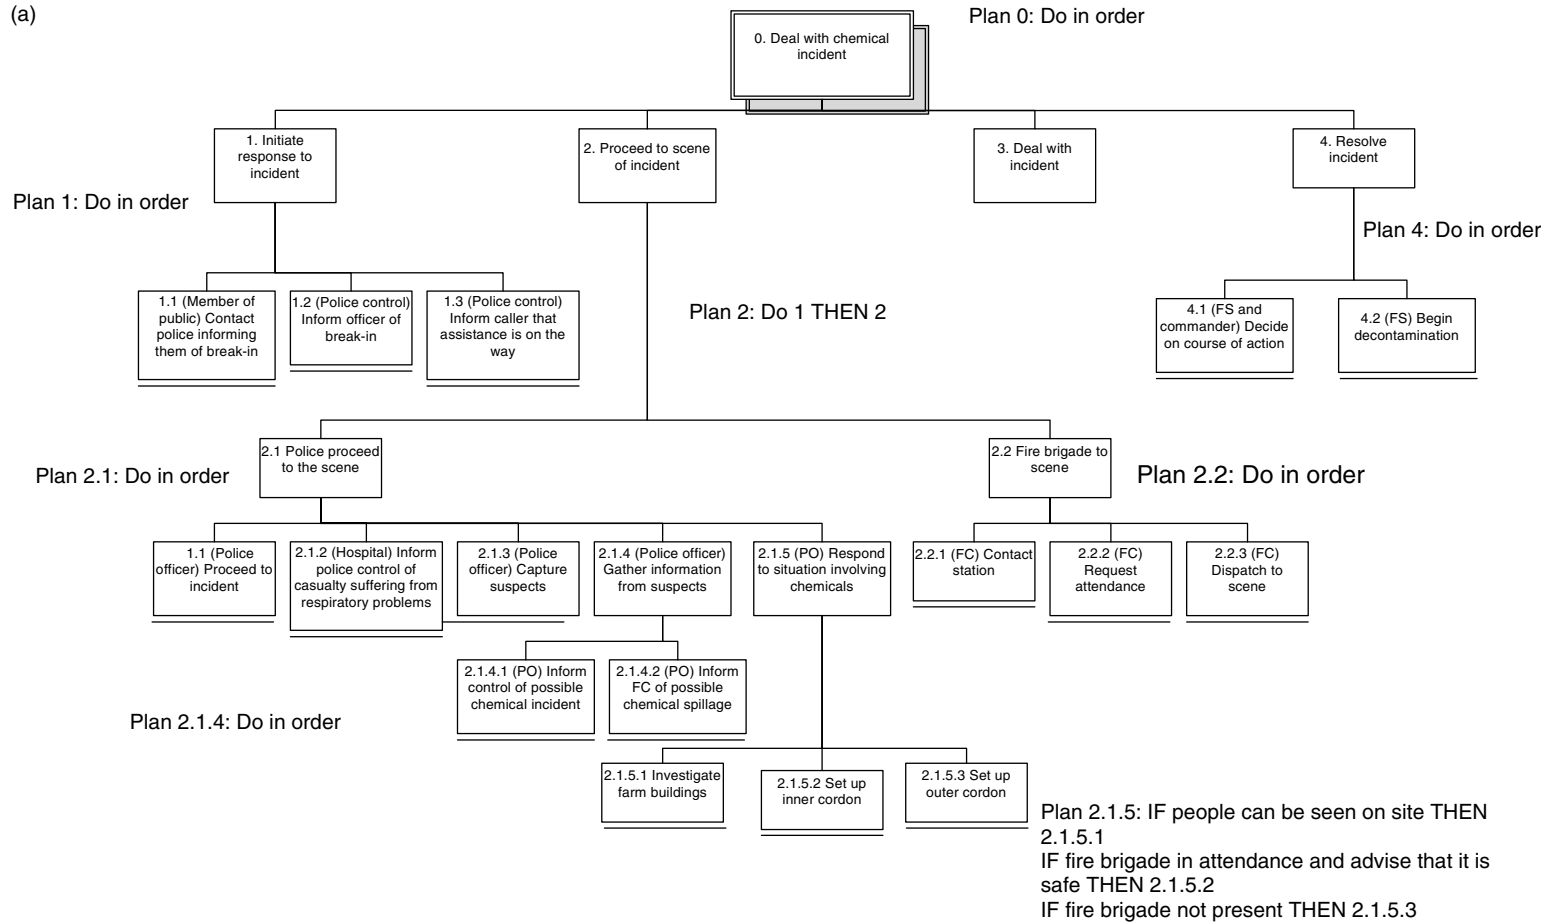 (a)
Plan 0: Do in order
0. Deal with chemical
incident
1. Initiate
response to
incident
2. Proceed to scene
of incident
3. Deal with
incident
4. Resolve
incident
Plan 1: Do in order
Plan 4: Do in order
1.1 (Member of
public) Contact
police informing
them of break-in
1.2 (Police control)
Inform officer of
break-in
1.3 (Police control)
Inform caller that
assistance is on the
way
Plan 2: Do 1 THEN 2
4.1 (FS and
commander) Decide
on course of action
4.2 (FS) Begin
decontamination
2.1 Police proceed
to the scene
2.2 Fire brigade to
scene
Plan 2.1: Do in order
Plan 2.2: Do in order
1.1 (Police
officer) Proceed to
incident
2.1.2 (Hospital) Inform
police control of
casualty suffering from
respiratory problems
2.1.3 (Police
officer) Capture
suspects
2.1.4 (Police officer)
Gather information
from suspects
2.1.5 (PO) Respond
to situation involving
chemicals
2.2.1 (FC) Contact
station
2.2.2 (FC)
Request
attendance
2.2.3 (FC)
Dispatch to
scene
2.1.4.1 (PO) Inform
control of possible
chemical incident
2.1.4.2 (PO) Inform
FC of possible
chemical spillage
Plan 2.1.4: Do in order
2.1.5.1 Investigate
farm buildings
2.1.5.2 Set up
inner cordon
2.1.5.3 Set up
outer cordon
Plan 2.1.5: IF people can be seen on site THEN
2.1.5.1
IF fire brigade in attendance and advise that it is
safe THEN 2.1.5.2
IF fire brigade not present THEN 2.1.5.3